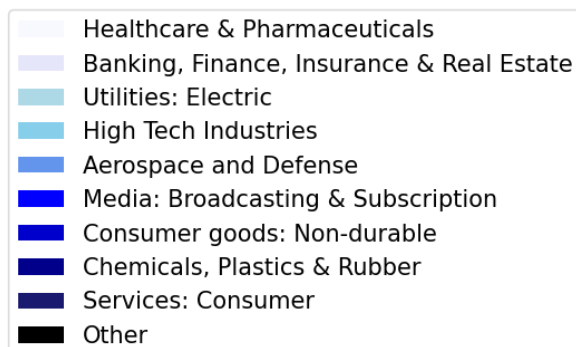 Healthcare & Pharmaceuticals
Banking, Finance, Insurance & Real Estate
Utilities: Electric
High Tech Industries
Aerospace and Defense
Media: Broadcasting & Subscription
Consumer goods: Non-durable
Chemicals, Plastics & Rubber
Services: Consumer
Other